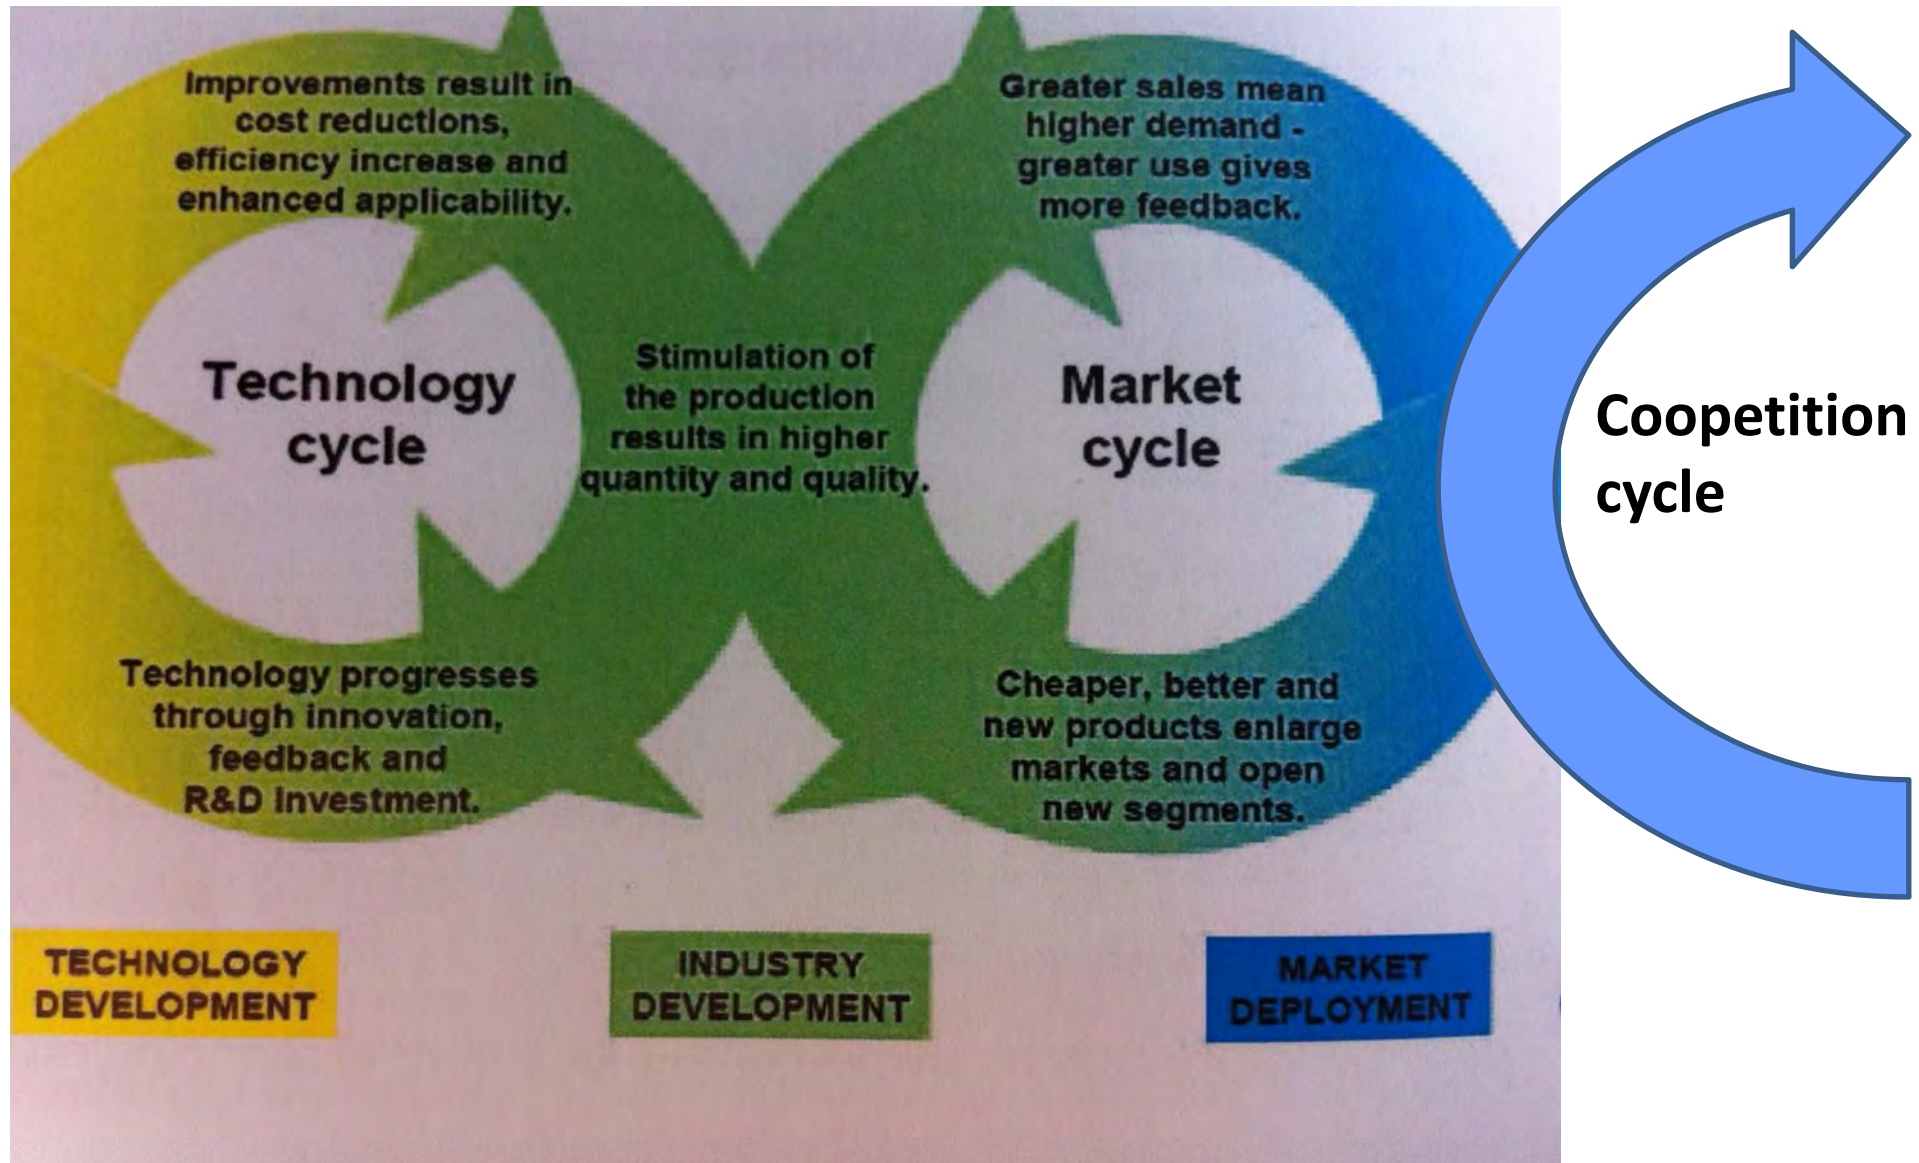 Improvements result in
cost reductions,
efficiency increase and
enhanced applicability.
Greater sales mean
higher demand -
greater use gives
more feedback.
Technology
cycle
Stimulation of
the production
results in higher
quantity and quality.
Market
cycle
Coopetition
cycle
Technology progresses
through innovation,
feedback and
R&D Investment.
Cheaper, better and
new products enlarge
markets and open
new segments.
TECHNOLOGY
DEVELOPMENT
INDUSTRY
DEVELOPMENT
MARKET
DEPLOYMENT